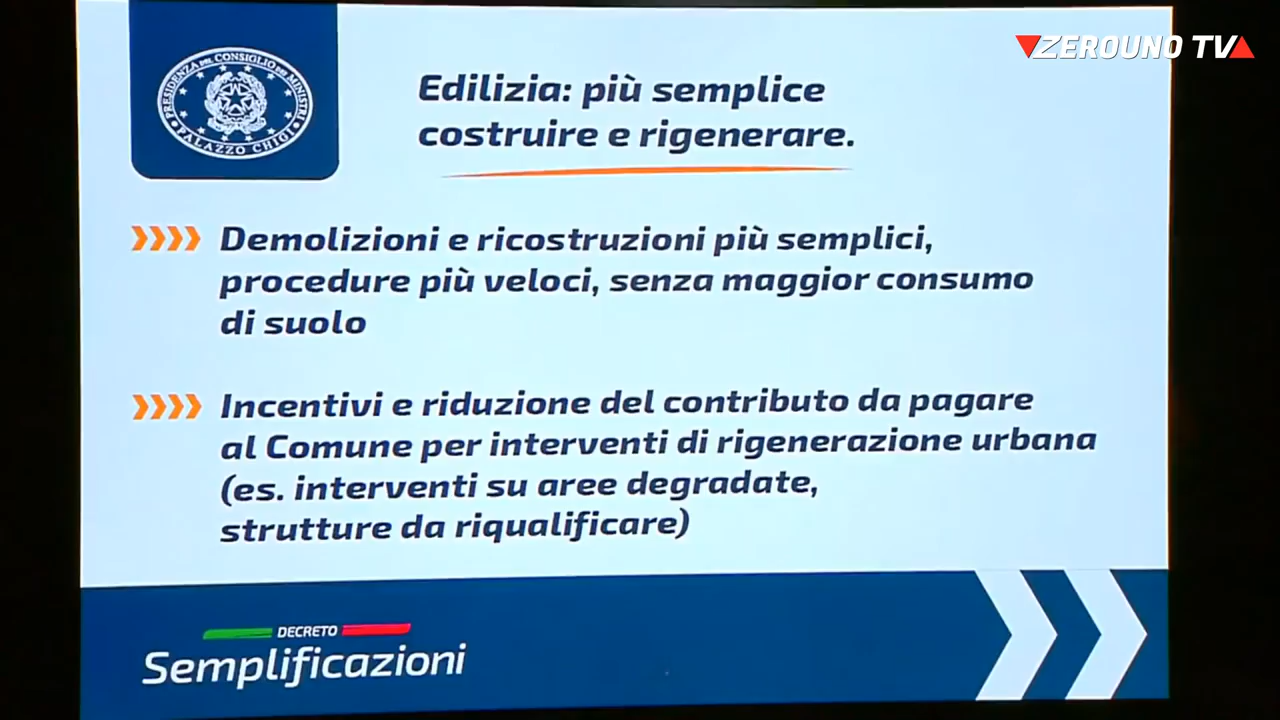 ZEROUNO TV
PRESIDENZA DEL CONSIGLIO DEI MINISTRI
PALAZZO CHIGI
Edilizia: più semplice
costruire e rigenerare.
Demolizioni e ricostruzioni più semplici,
procedure più veloci, senza maggior consumo
di suolo
Incentivi e riduzione del contributo da pagare
al Comune per interventi di rigenerazione urbana
(es. interventi su aree degradate,
strutture da riqualificare)
DECRETO
Semplificazioni